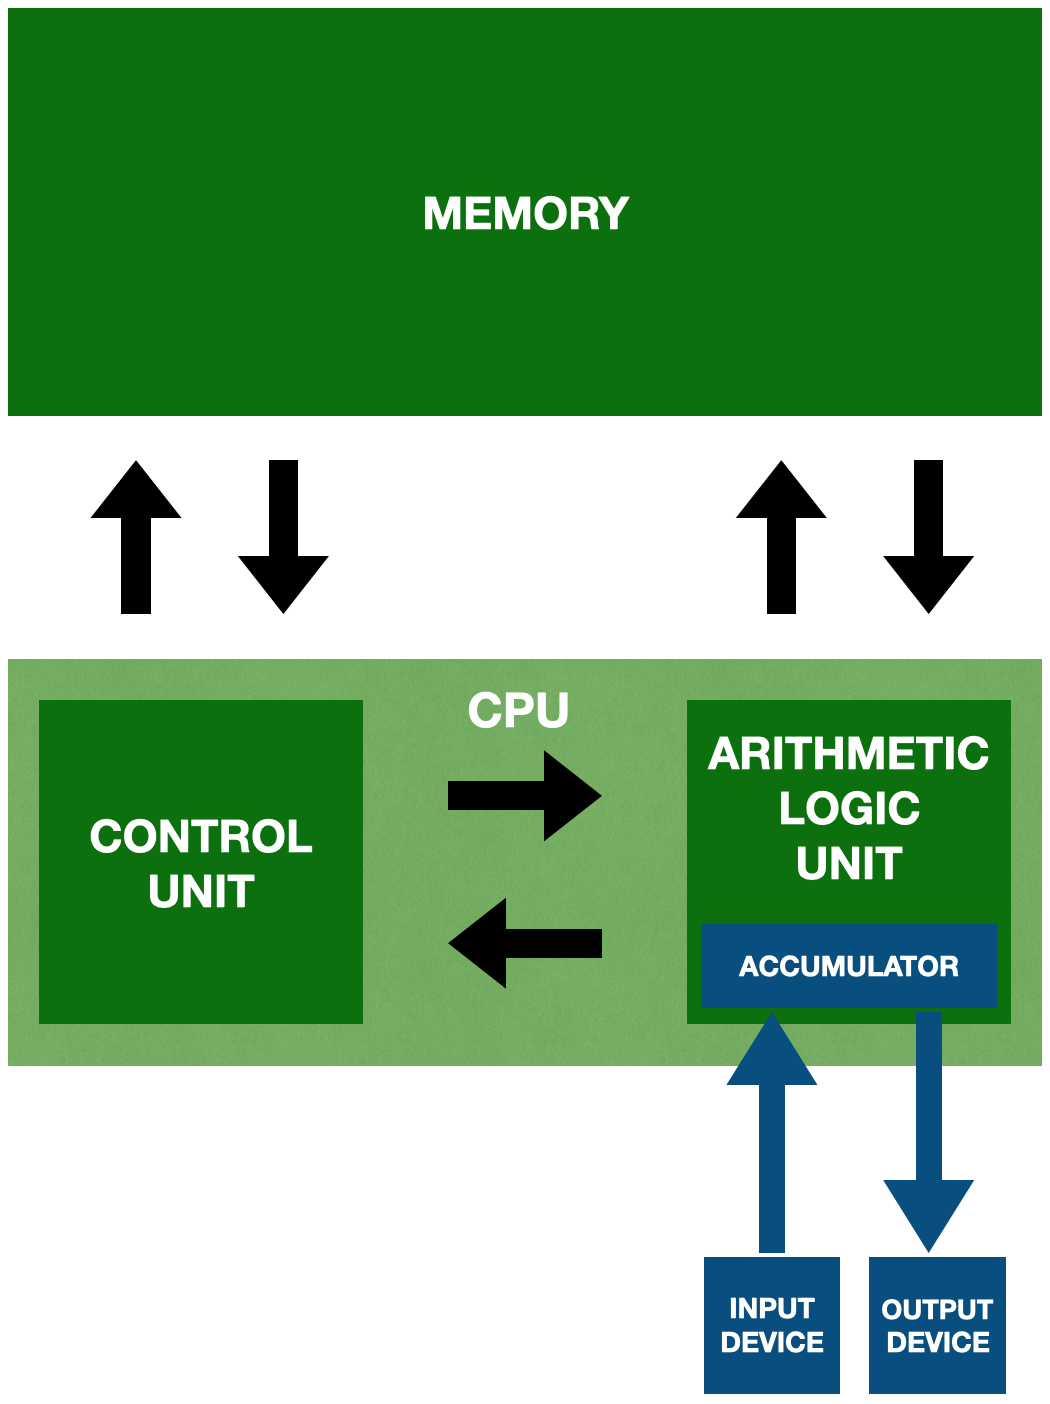 MEMORY
CPU
CONTROL
UNIT
ARITHMETIC
LOGIC
UNIT
ACCUMULATOR
INPUT
DEVICE
OUTPUT
DEVICE